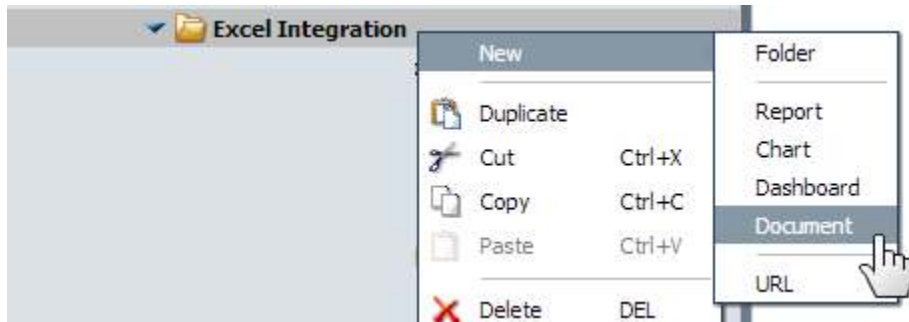 Excel Integration
New
Duplicate
Cut Ctrl+X
Copy Ctrl+C
Paste Ctrl+V
Delete DEL
Folder
Report
Chart
Dashboard
Document
URL